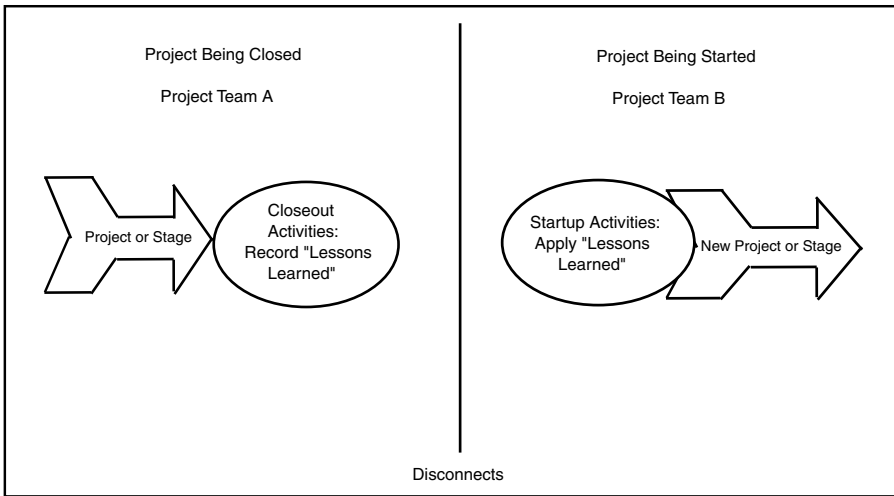 Project Being Closed
Project Team A
Project or Stage
Closeout
Activities:
Record "Lessons
Learned"
Project Being Started
Project Team B
Startup Activities:
Apply "Lessons
Learned"
New Project or Stage
Disconnects